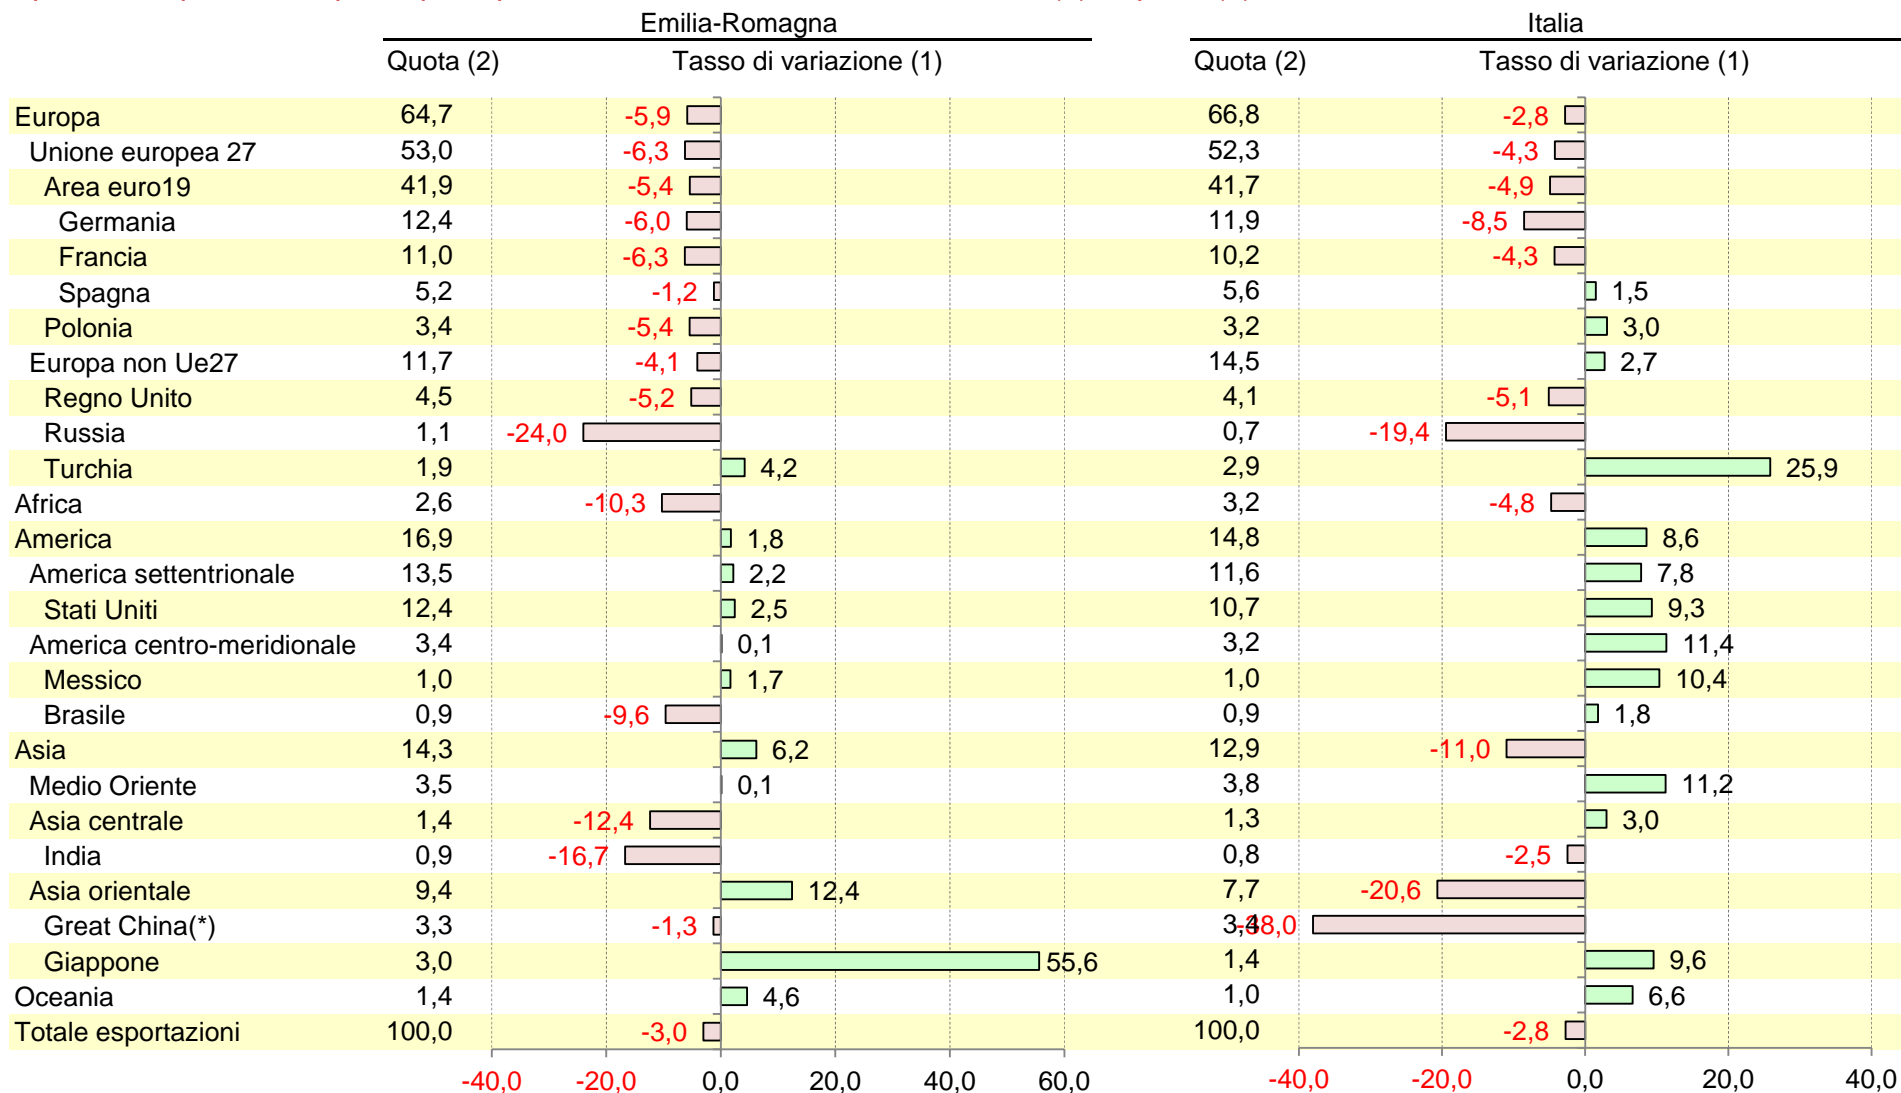 Emilia-Romagna Italia
Quota (2) Tasso di variazione (1) Quota (2) Tasso di variazione (1)
Europa 64,7 -5,9 66,8 -2,8
Unione europea 27 53,0 -6,3 52,3 -4,3
Area euro19 41,9 -5,4 41,7 -4,9
Germania 12,4 -6,0 11,9 -8,5
Francia 11,0 -6,3 10,2 -4,3
Spagna 5,2 -1,2 5,6 1,5
Polonia 3,4 -5,4 3,2 3,0
Europa non Ue27 11,7 -4,1 14,5 2,7
Regno Unito 4,5 -5,2 4,1 -5,1
Russia 1,1 -24,0 0,7 -19,4
Turchia 1,9 4,2 2,9 25,9
Africa 2,6 -10,3 3,2 -4,8
America 16,9 1,8 14,8 8,6
America settentrionale 13,5 2,2 11,6 7,8
Stati Uniti 12,4 2,5 10,7 9,3
America centro-meridionale 3,4 0,1 3,2 11,4
Messico 1,0 1,7 1,0 10,4
Brasile 0,9 -9,6 0,9 1,8
Asia 14,3 6,2 12,9 -11,0
Medio Oriente 3,5 0,1 3,8 11,2
Asia centrale 1,4 -12,4 1,3 3,0
India 0,9 -16,7 0,8 -2,5
Asia orientale 9,4 12,4 7,7 -20,6
Great China(*) 3,3 -1,3 3,4 -38,0
Giappone 3,0 55,6 1,4 9,6
Oceania 1,4 4,6 1,0 6,6
Totale esportazioni 100,0 -3,0 100,0 -2,8
-40,0 -20,0 0,0 20,0 40,0 60,0 -40,0 -20,0 0,0 20,0 40,0